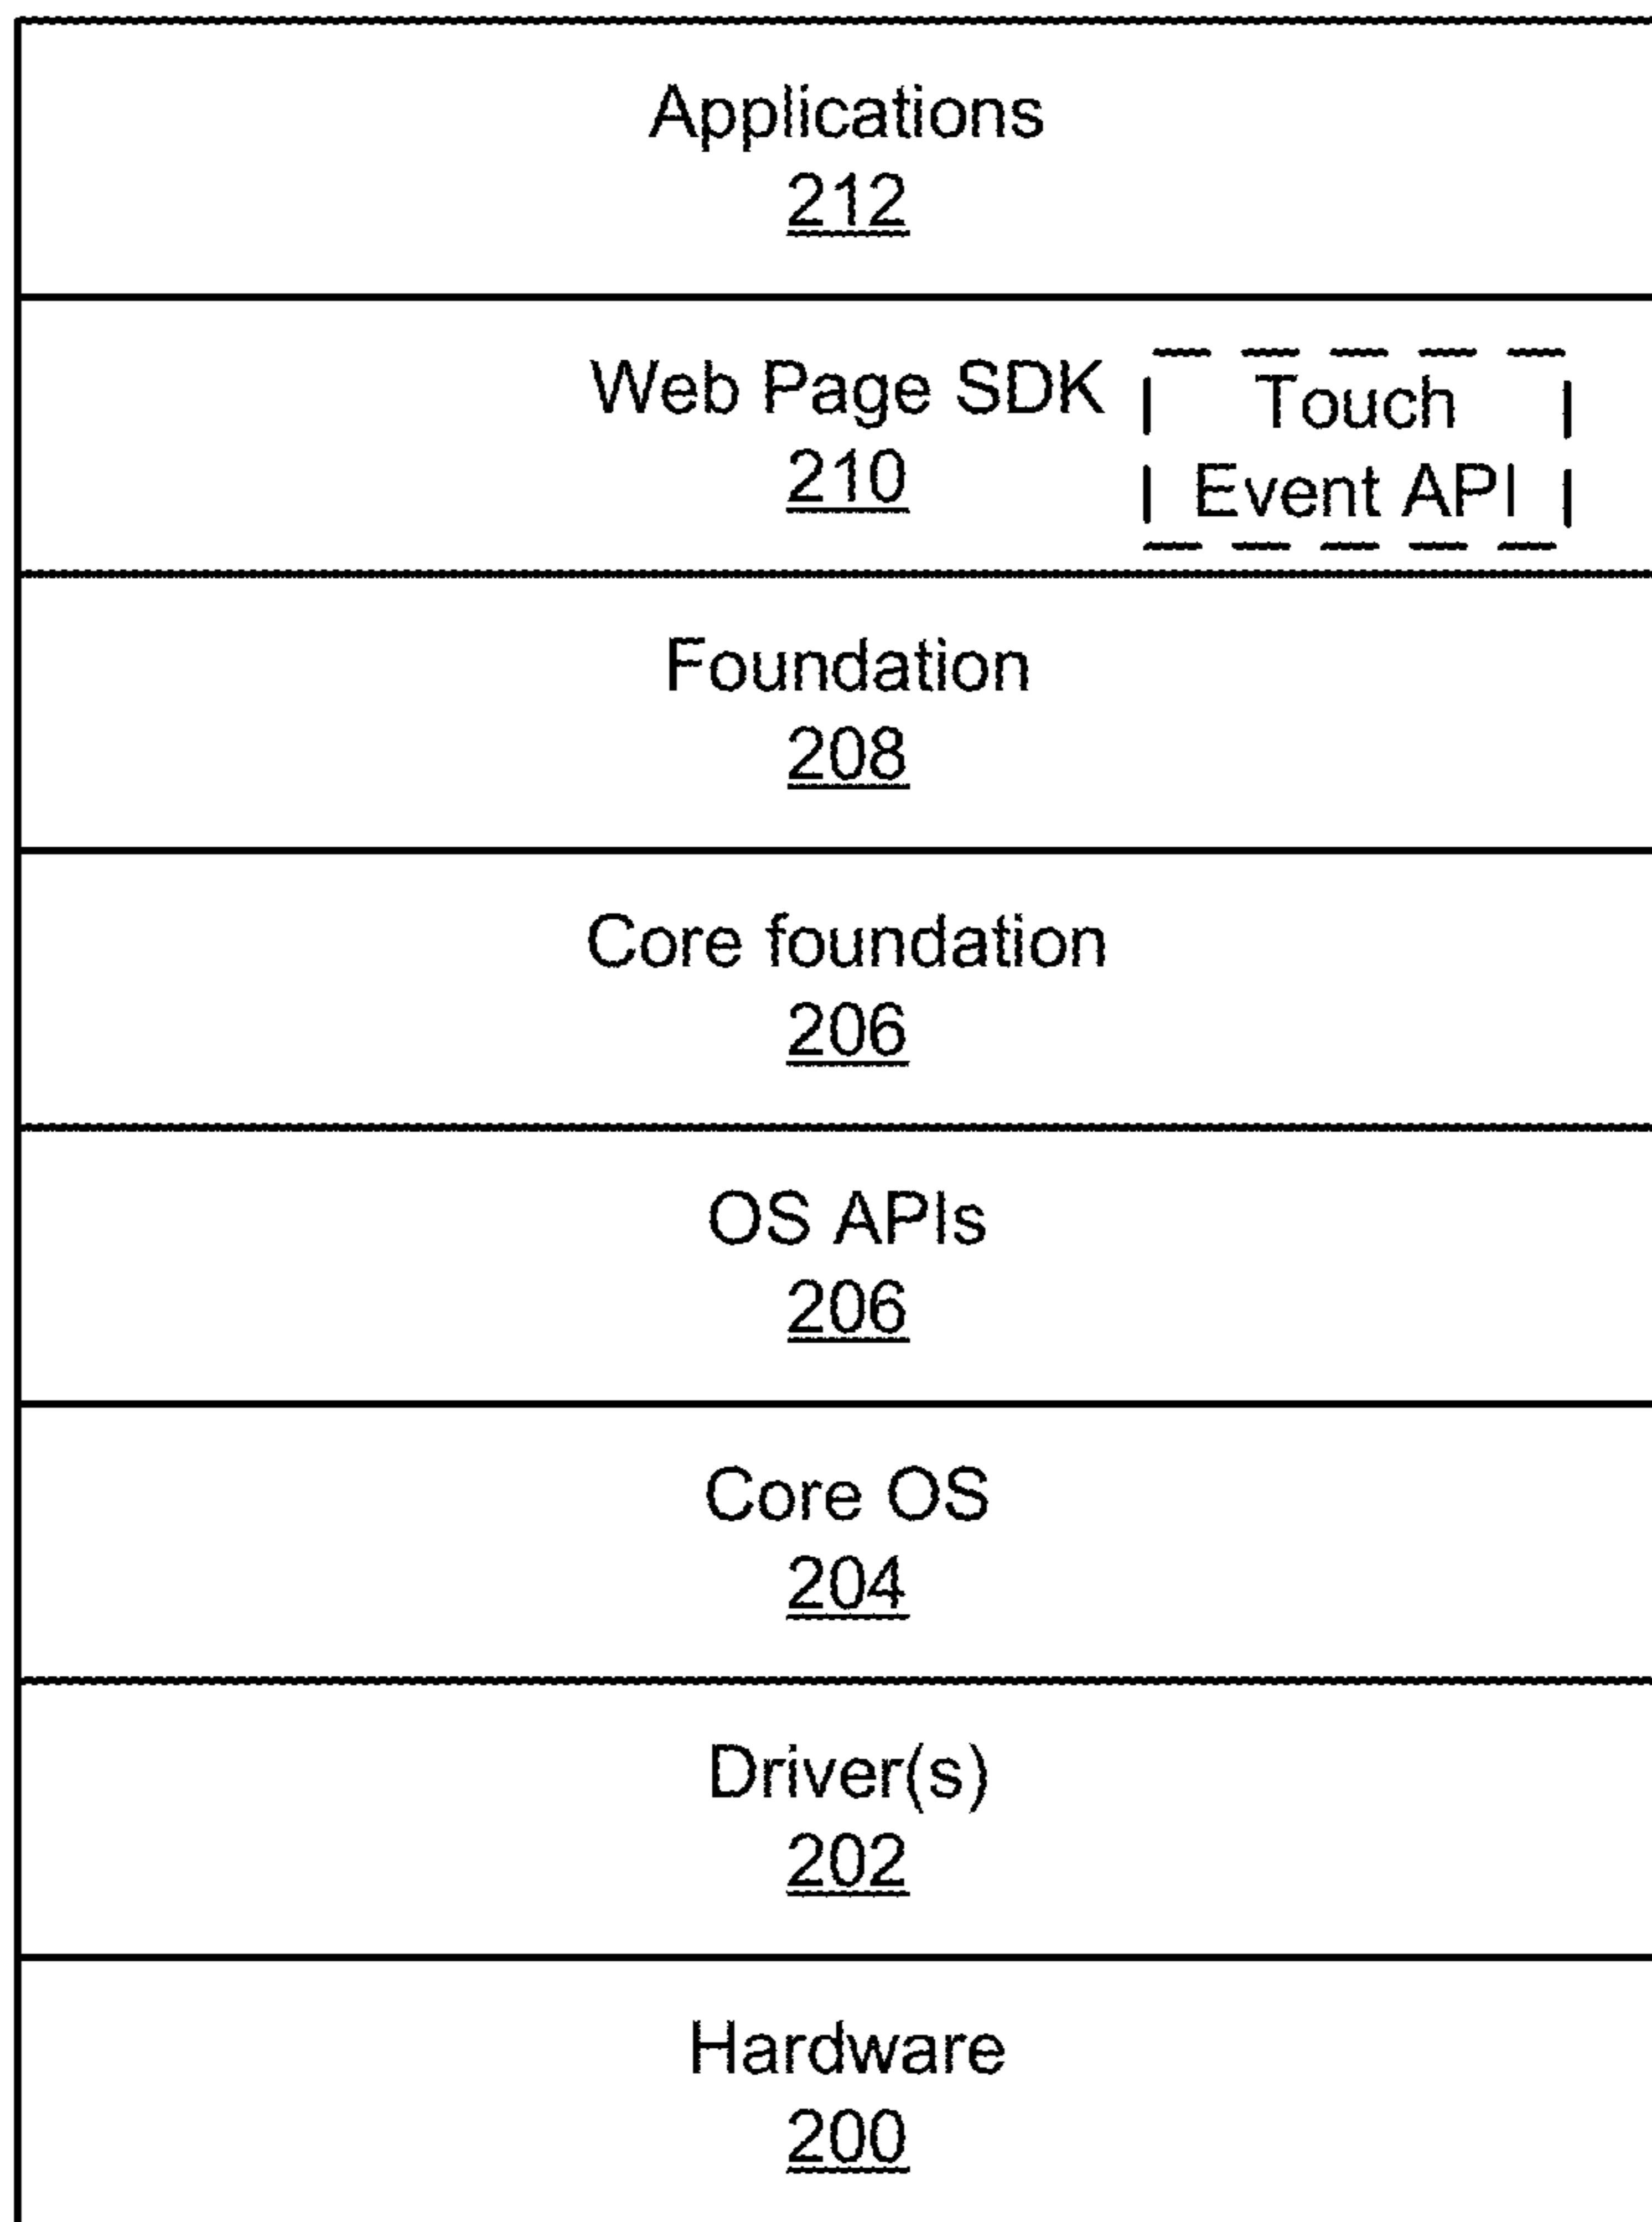 Applications
212
Web Page SDK
210
Touch
Event API
Foundation
208
Core foundation
206
OS APIs
206
Core OS
204
Driver(s)
202
Hardware
200